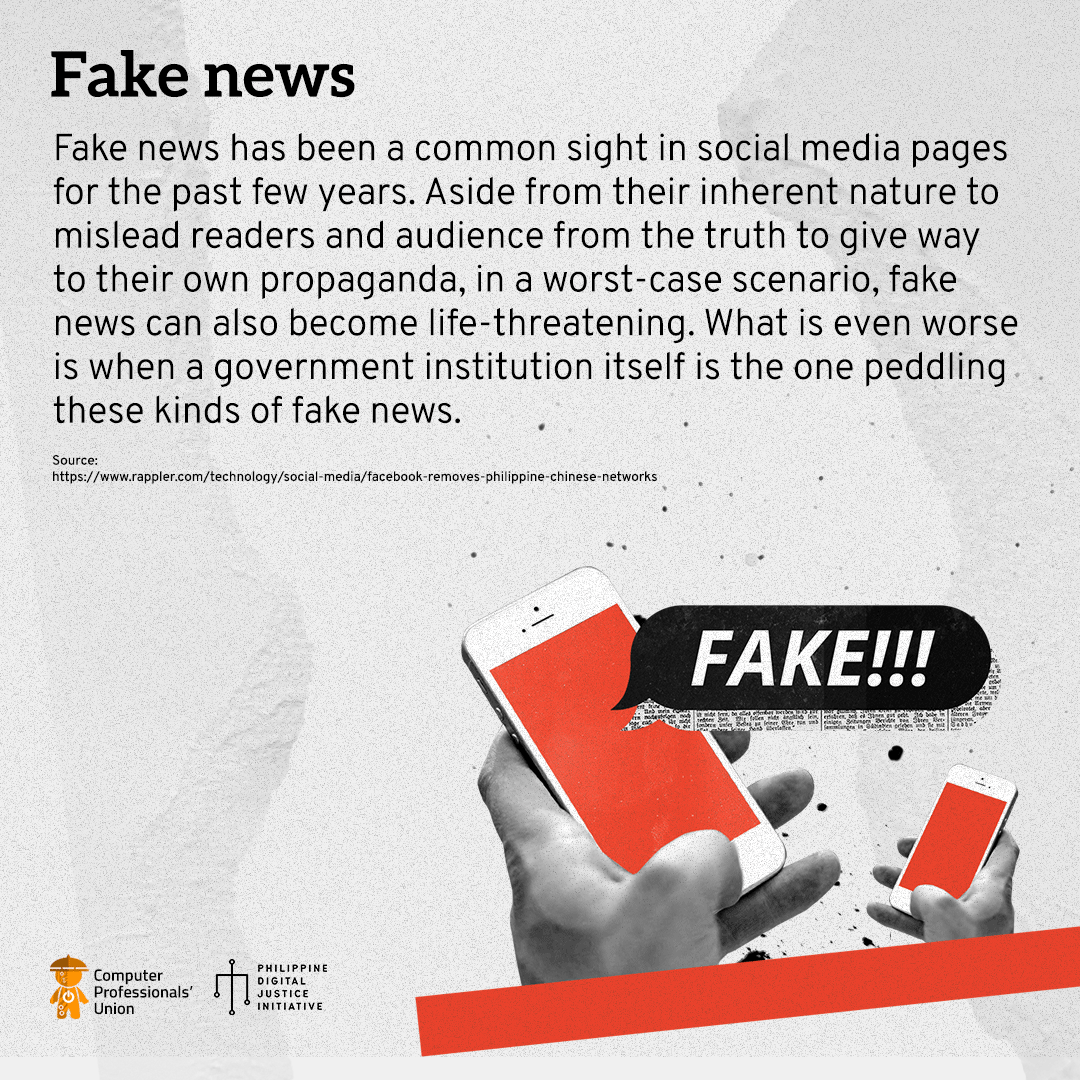 Fake news
Fake news has been a common sight in social media pages
for the past few years. Aside from their inherent nature to
mislead readers and audience from the truth to give way
to their own propaganda, in a worst-case scenario, fake
news can also become life-threatening. What is even worse
is when a government institution itself is the one peddling
these kinds of fake news.
Source:
https://www.rappler.com/technology/social-media/facebook-removes-philippine-chinese-networks
FAKE!!!
Computer
Professionals'
Union
PHILIPPINE
DIGITAL
JUSTICE
INITIATIVE